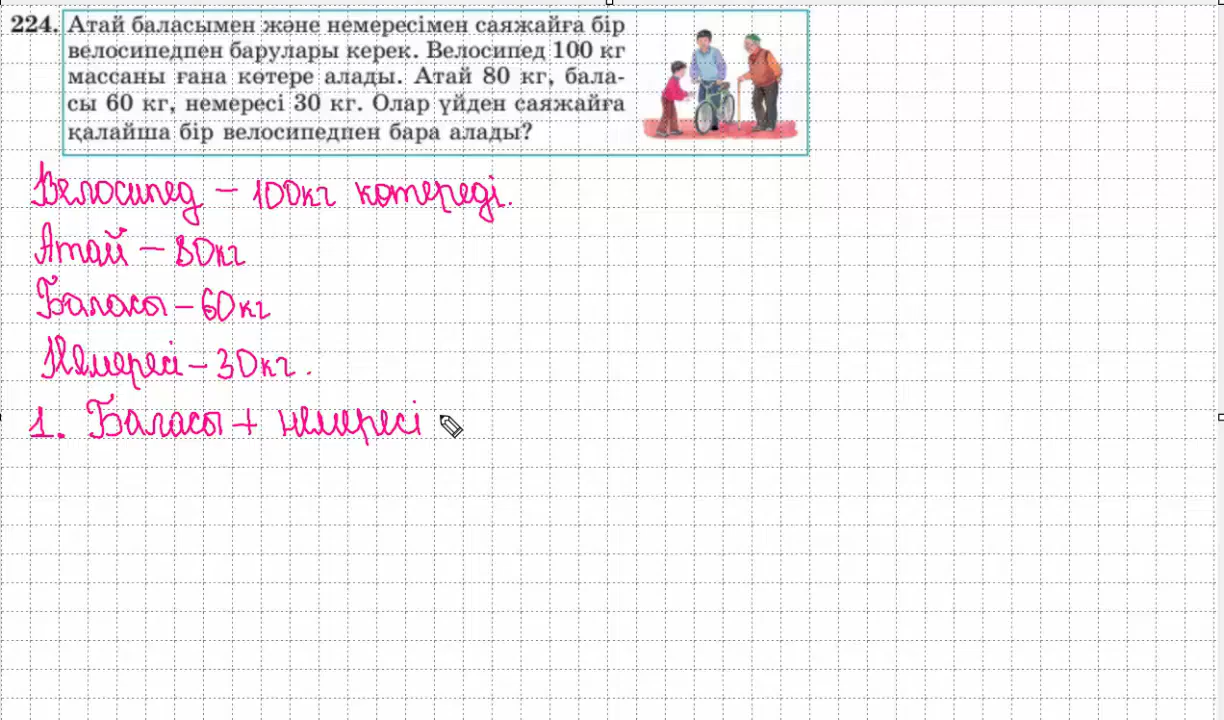 224. Атай баласымен және немересімен саяжайға бір
велосипедпен барулары керек. Велосипед 100 кг
массаны ғана көтере алады. Атай 80 кг, бала-
сы 60 кг, немересі 30 кг. Олар үйден саяжайға
қалайша бір велосипедпен бара алады?
Велосипед – 100кг көтереді.
Атай – 80кг
Баласы – 60кг
Немересі – 30кг.
1. Баласы + немересі